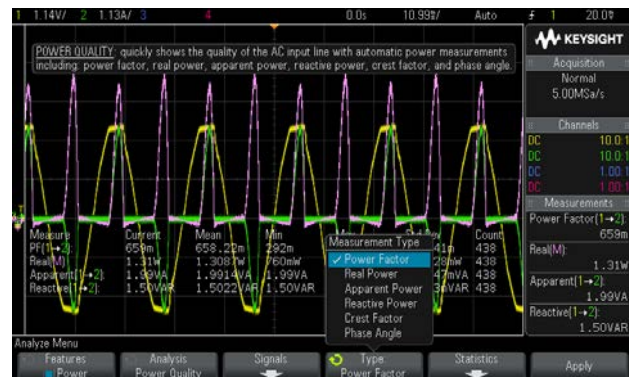 1 1.14V/ 2 1.13A/ 3 4 0.0s 10.99°/ Auto 1 20.0°
POWER QUALITY: quickly shows the quality of the AC input line with automatic power measurements
including: power factor, real power, apparent power, reactive power, crest factor, and phase angle.
KEYSIGHT
Acquisition
Normal
5.00MSa/s
Channels
DC 10.0:1
DC 10.0:1
DC 1.00:1
DC 1.00:1
Measurements
Power Factor(1→2):
659m
Real(M):
1.31W
Apparent(1→2):
1.99VA
Reactive(1→2):
1.50VAR
Measure Current Mean Min Dev Count
PF(1→2): 659m 658.22m 292m 41m 438
Real(M): 1.31W 1.3087W 760mW 28mW 438
Apparent(1→2): 1.99VA 1.9914VA 1.99VA 47mVA 438
Reactive(1→2): 1.50VAR 1.5022VAR 1.50VAR VAR 438
Measurement Type
Power Factor
Real Power
Apparent Power
Reactive Power
Crest Factor
Phase Angle
Analyze Menu
Features Analysis Signals Type: Statistics Apply
Power Power Quality Power Factor